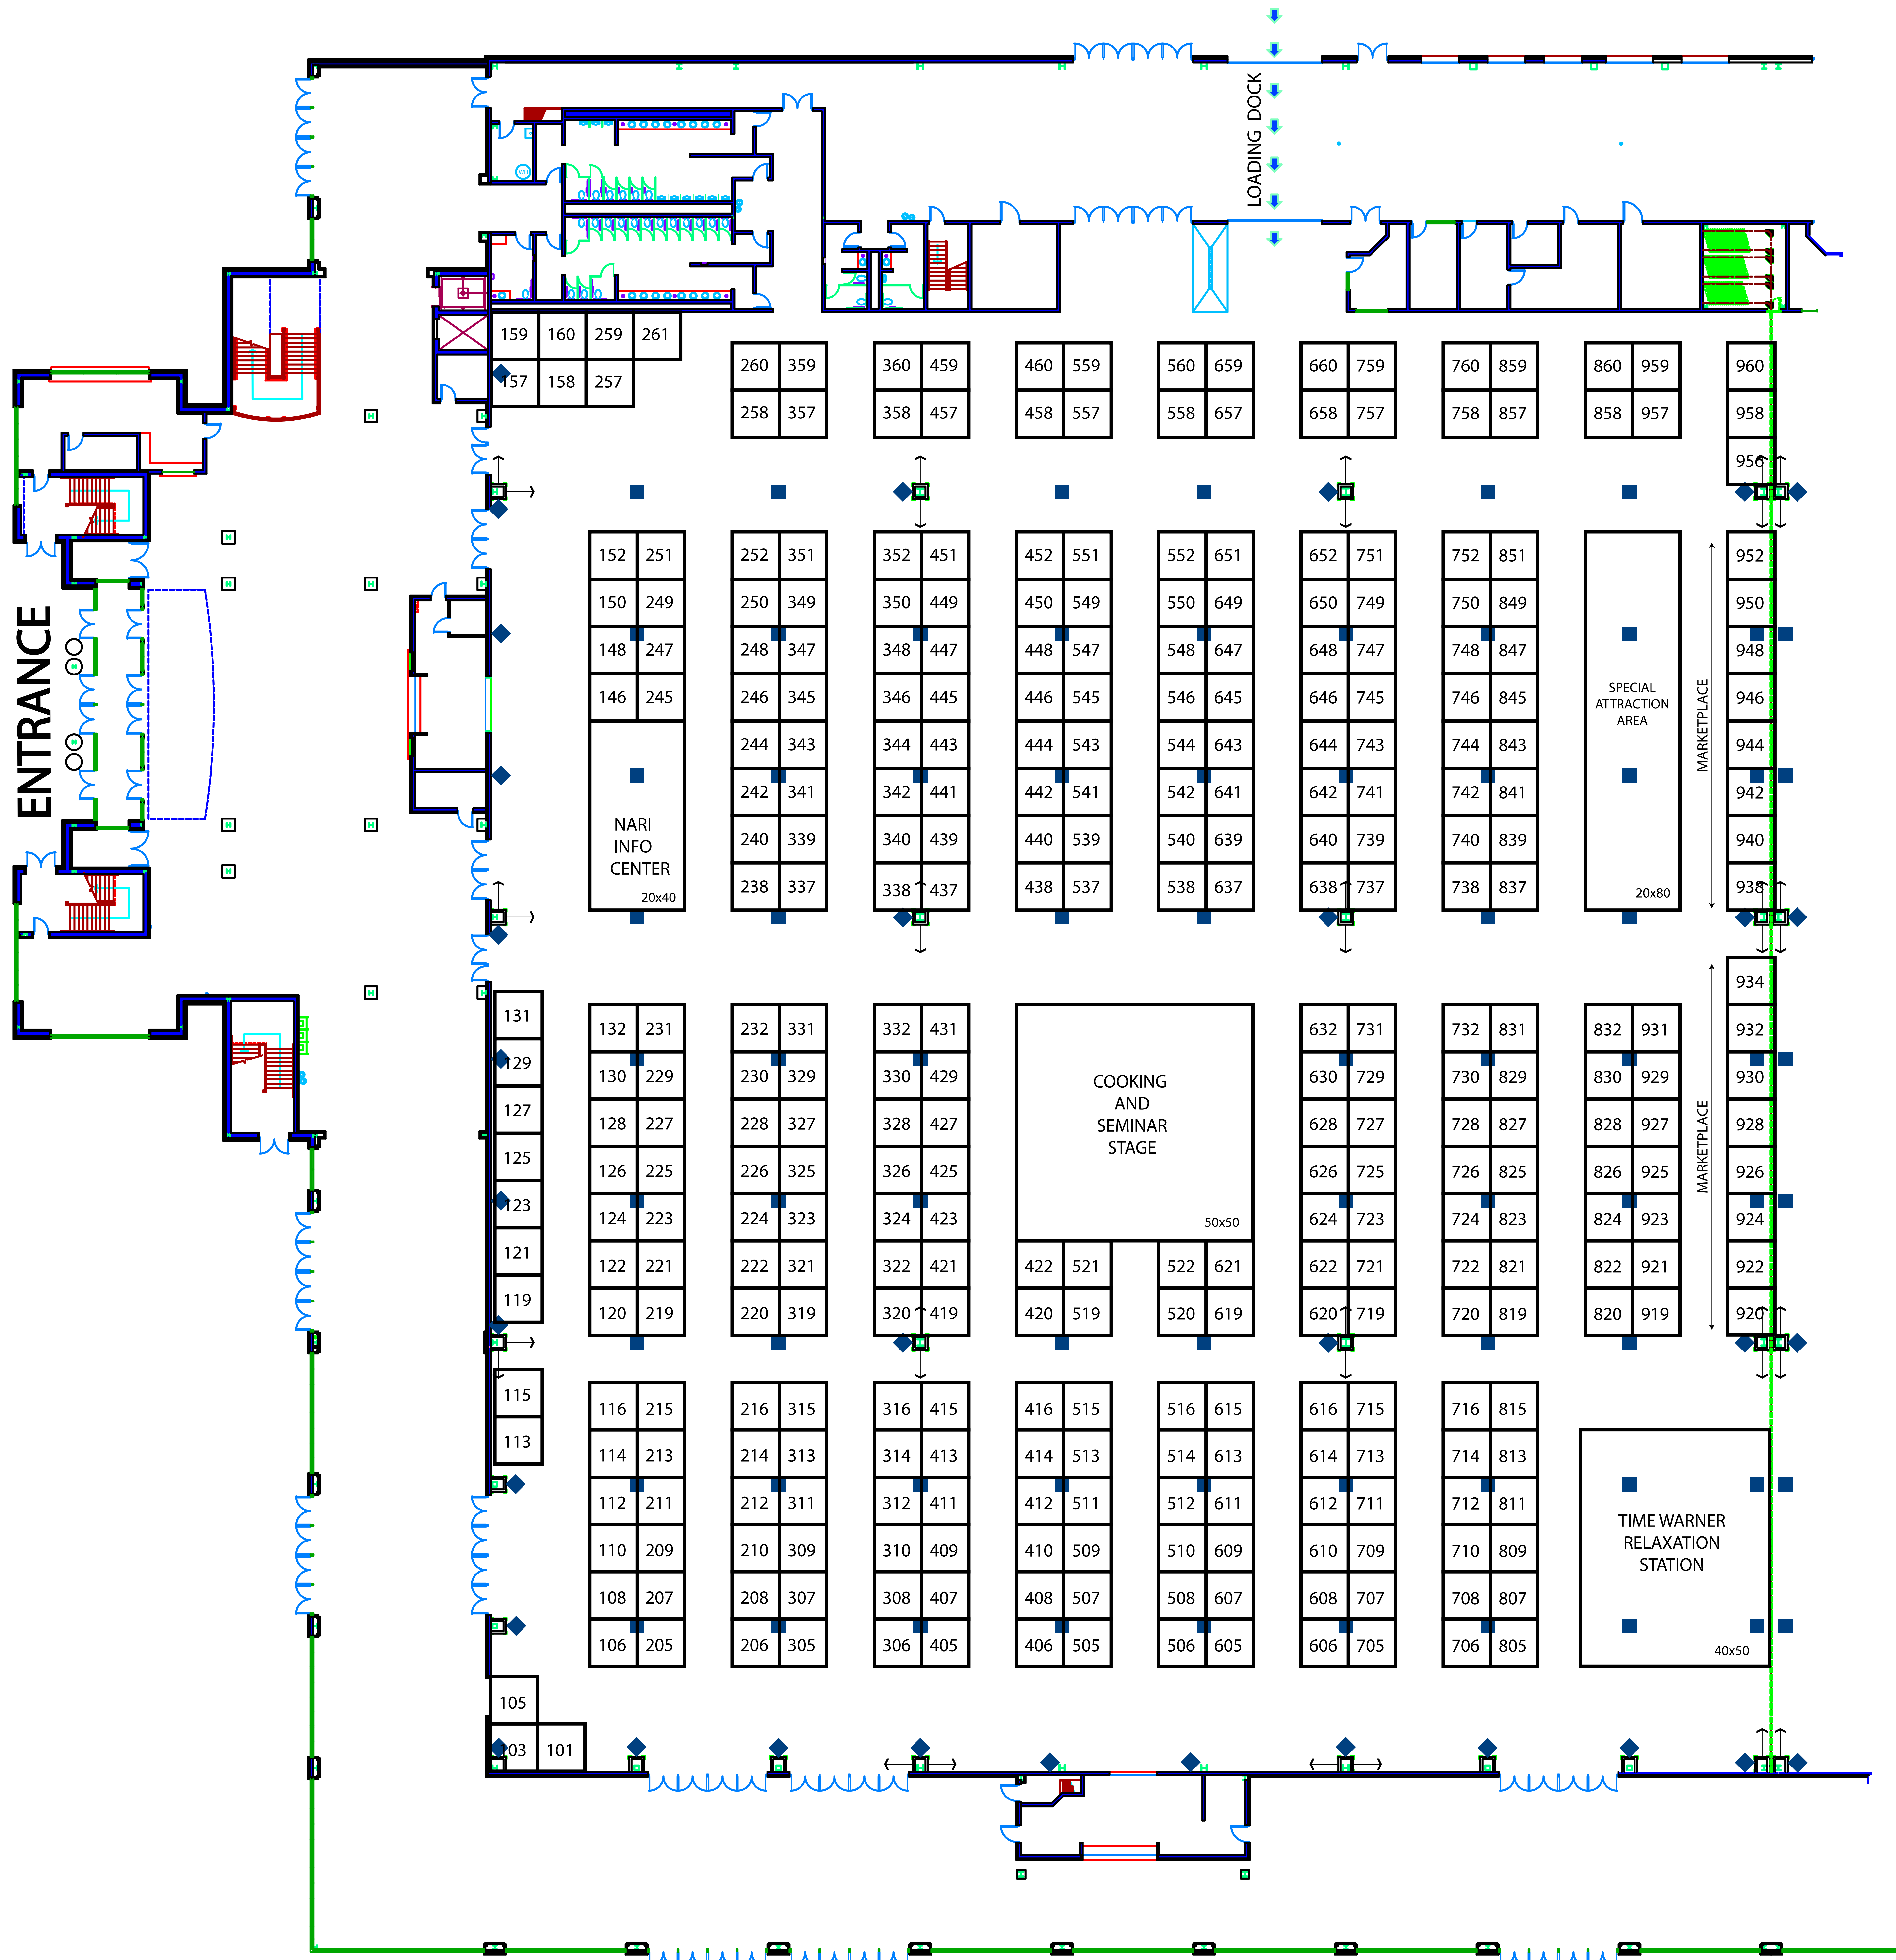 LOADING DOCK
WH
159 160 259 261
157 158 257
260 359 360 459 460 559 560 659 660 759 760 859 860 959 960
258 357 358 457 458 557 558 657 658 757 758 857 858 957 958
956
152 251 252 351 352 451 452 551 552 651 652 751 752 851 952
150 249 250 349 350 449 450 549 550 649 650 749 750 849 950
148 247 248 347 348 447 448 547 548 647 648 747 748 847 948
146 245 246 345 346 445 446 545 546 645 646 745 746 845 946
244 343 344 443 444 543 544 643 644 743 744 843 944
242 341 342 441 442 541 542 641 642 741 742 841 942
240 339 340 439 440 539 540 639 640 739 740 839 940
238 337 338 437 438 537 538 637 638 737 738 837 938
ENTRANCE
NARI
INFO
CENTER
20x40
SPECIAL
ATTRACTION
AREA
20x80
MARKETPLACE
934
131
132 231 232 331 332 431 632 731 732 831 832 931 932
129
130 229 230 329 330 429 630 729 730 829 830 929 930
127
128 227 228 327 328 427 628 727 728 827 828 927 928
125
126 225 226 325 326 425 626 725 726 825 826 925 926
123
124 223 224 323 324 423 624 723 724 823 824 923 924
121
122 221 222 321 322 421 422 521 522 621 622 721 722 821 822 921 922
119
120 219 220 319 320 419 420 519 520 619 620 719 720 819 820 919 920
COOKING
AND
SEMINAR
STAGE
50x50
MARKETPLACE
115
116 215 216 315 316 415 416 515 516 615 616 715 716 815
113
114 213 214 313 314 413 414 513 514 613 614 713 714 813
112 211 212 311 312 411 412 511 512 611 612 711 712 811
110 209 210 309 310 409 410 509 510 609 610 709 710 809
108 207 208 307 308 407 408 507 508 607 608 707 708 807
106 205 206 305 306 405 406 505 506 605 606 705 706 805
TIME WARNER
RELAXATION
STATION
40x50
105
103 101